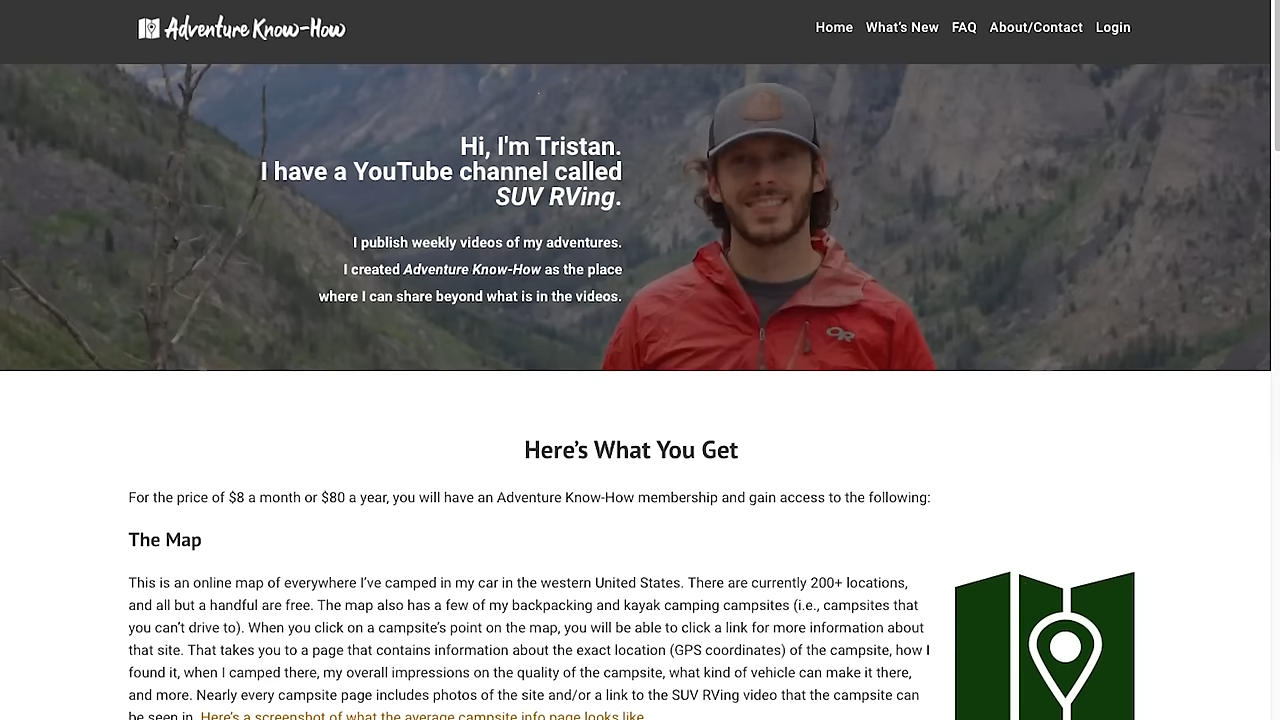 Adventure Know-How
Home What's New FAQ About/Contact Login
Hi, I'm Tristan.
I have a YouTube channel called
SUV RVing.
I publish weekly videos of my adventures.
I created Adventure Know-How as the place
where I can share beyond what is in the videos.
OR
Here's What You Get
For the price of $8 a month or $80 a year, you will have an Adventure Know-How membership and gain access to the following:
The Map
This is an online map of everywhere I've camped in my car in the western United States. There are currently 200+ locations,
and all but a handful are free. The map also has a few of my backpacking and kayak camping campsites (i.e., campsites that
you can't drive to). When you click on a campsite's point on the map, you will be able to click a link for more information about
that site. That takes you to a page that contains information about the exact location (GPS coordinates) of the campsite, how I
found it, when I camped there, my overall impressions on the quality of the campsite, what kind of vehicle can make it there,
and more. Nearly every campsite page includes photos of the site and/or a link to the SUV RVing video that the campsite can
be seen in. Here's a screenshot of what the average campsite info page looks like.